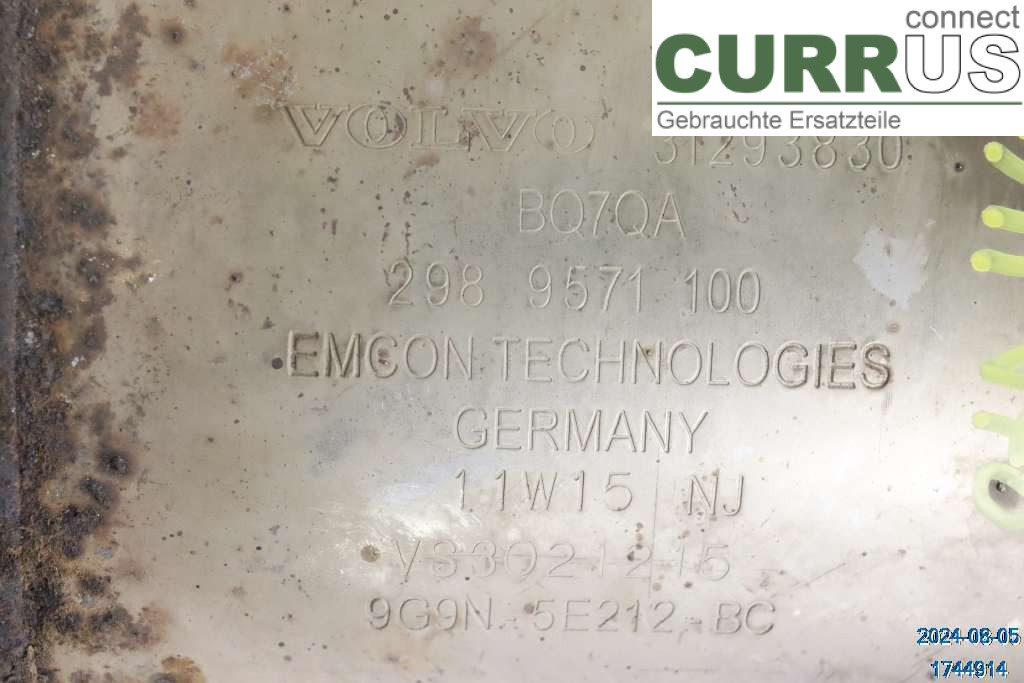 connect
CURRUS
Gebrauchte Ersatzteile
VOLVO 31293830
BQ7QA
298 9571 100
EMCON TECHNOLOGIES
GERMANY
11W15 NJ
VS3021215
9G9N-5E212-BC
2024-08-05
1744914